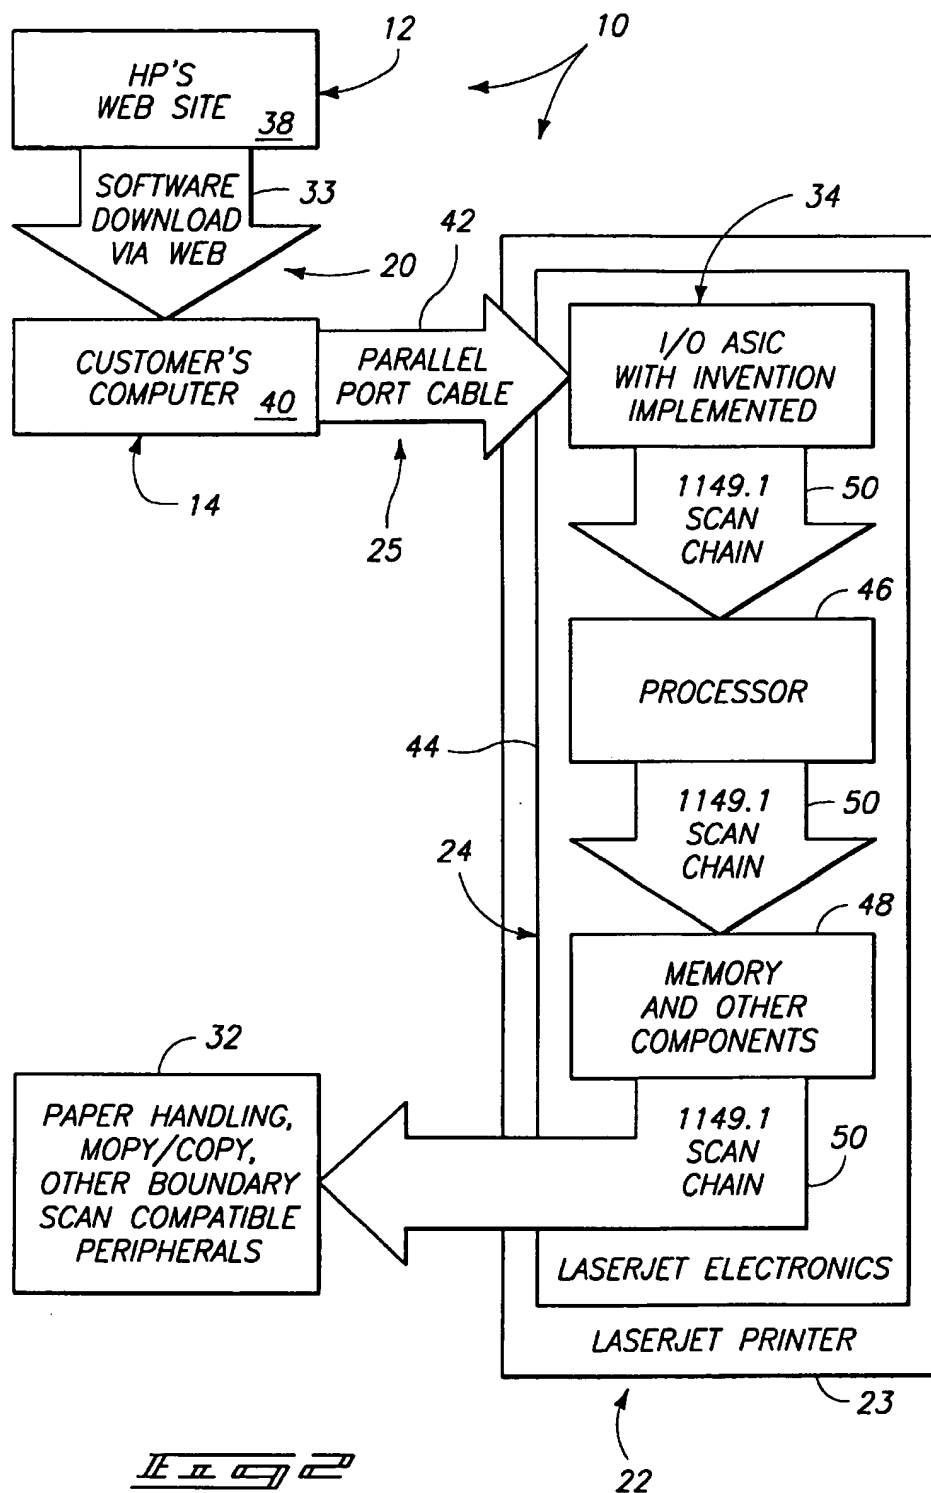 12
10
HP'S
WEB SITE
38
SOFTWARE
DOWNLOAD
VIA WEB
33
20
42
34
CUSTOMER'S
COMPUTER
40
PARALLEL
PORT CABLE
I/O ASIC
WITH INVENTION
IMPLEMENTED
14
25
1149.1
SCAN
CHAIN
50
46
PROCESSOR
44
1149.1
SCAN
CHAIN
50
24
48
MEMORY
AND OTHER
COMPONENTS
32
PAPER HANDLING,
MOPY/COPY,
OTHER BOUNDARY
SCAN COMPATIBLE
PERIPHERALS
1149.1
SCAN
CHAIN
50
LASERJET ELECTRONICS
LASERJET PRINTER
23
22
Fig 2